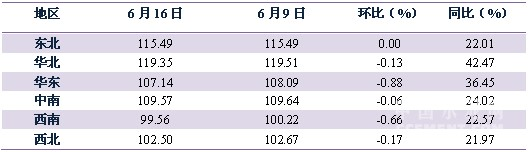 地区 6月16日 6月9日 环比（%） 同比（%）
东北 115.49 115.49 0.00 22.01
华北 119.35 119.51 -0.13 42.47
华东 107.14 108.09 -0.88 36.45
中南 109.57 109.64 -0.06 24.02
西南 99.56 100.22 -0.66 22.57
西北 102.50 102.67 -0.17 21.97